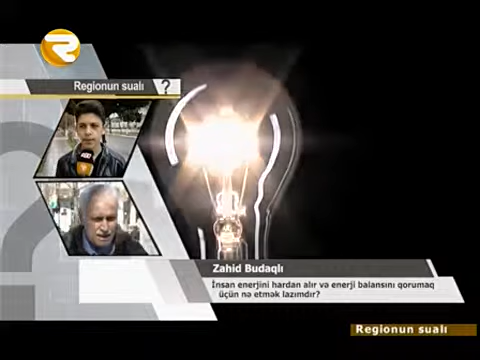 Regionun sualı ?
Zahid Budaqlı
İnsan enerjini hardan alır və enerji balansını qorumaq
üçün nə etmək lazımdır?
Regionun sualı